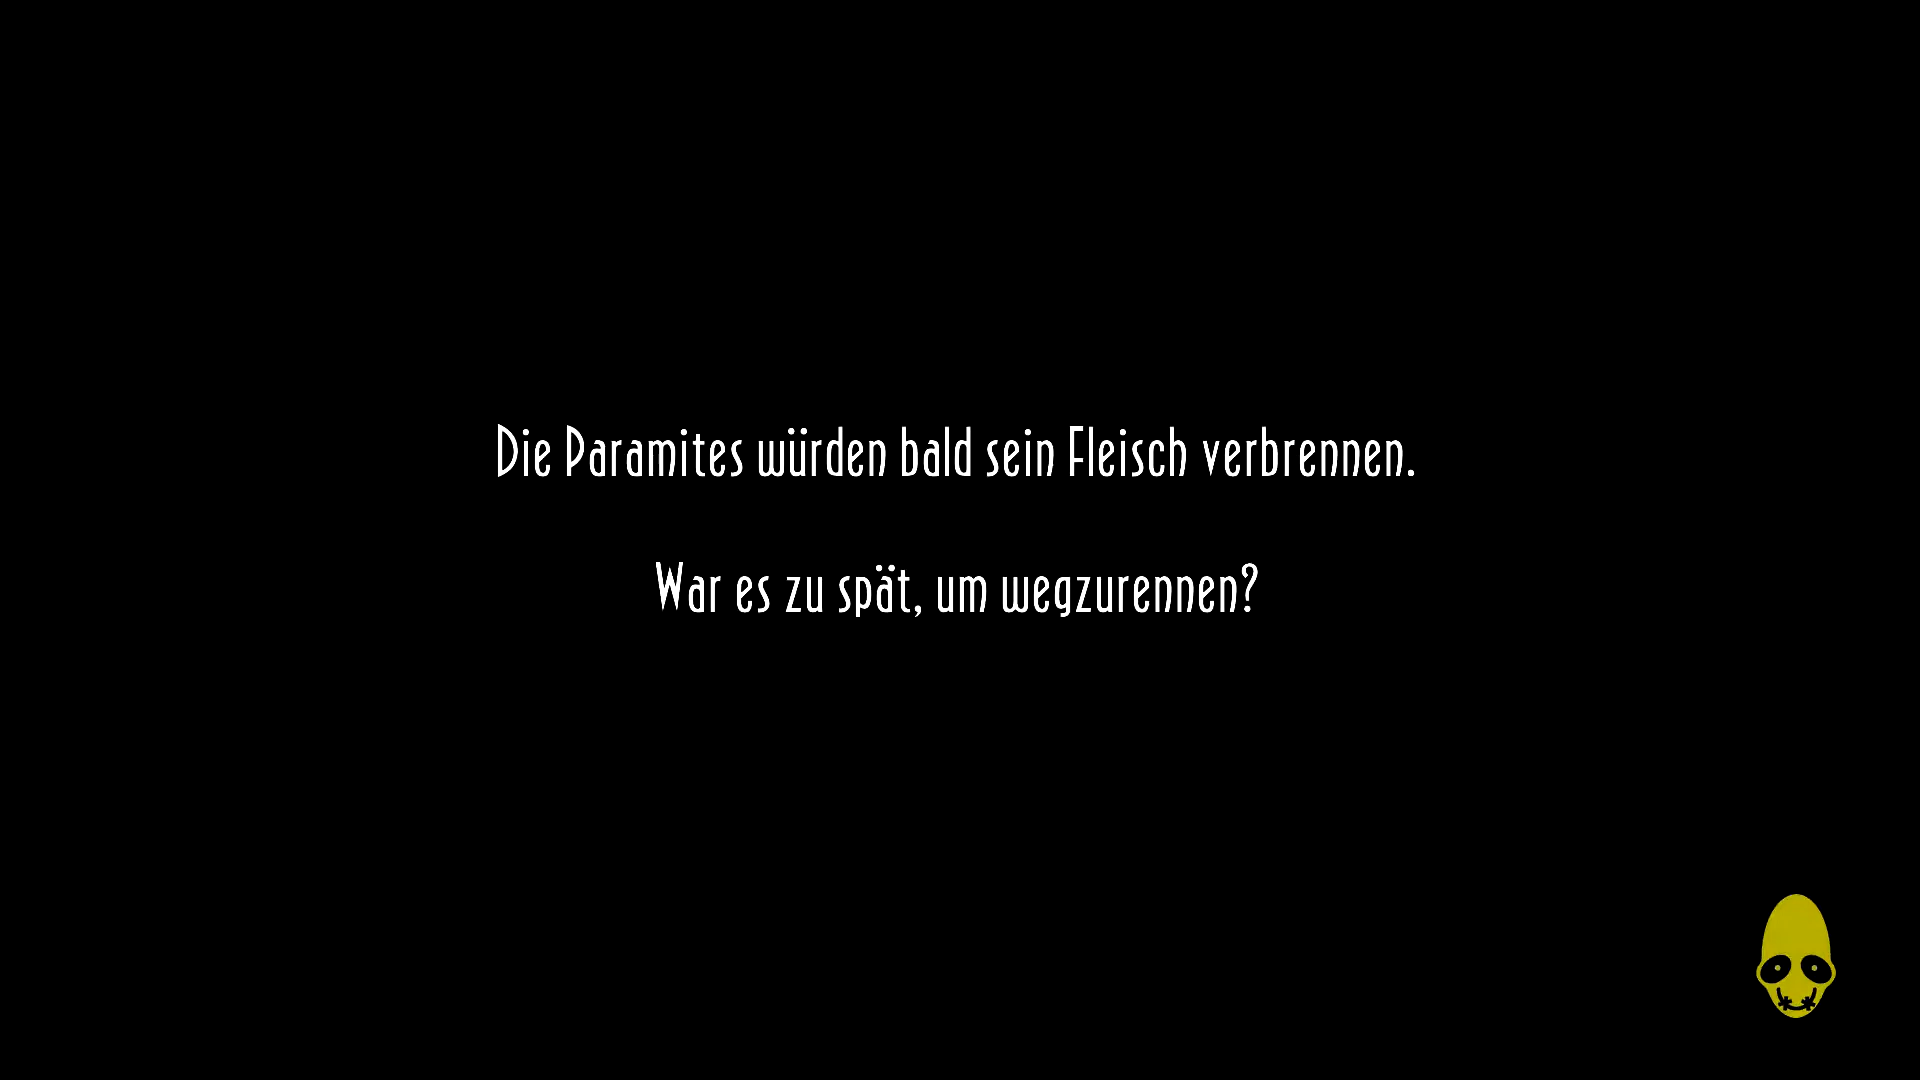 Die Paramites würden bald sein Fleisch verbrennen.
War es zu spät, um wegzurennen?